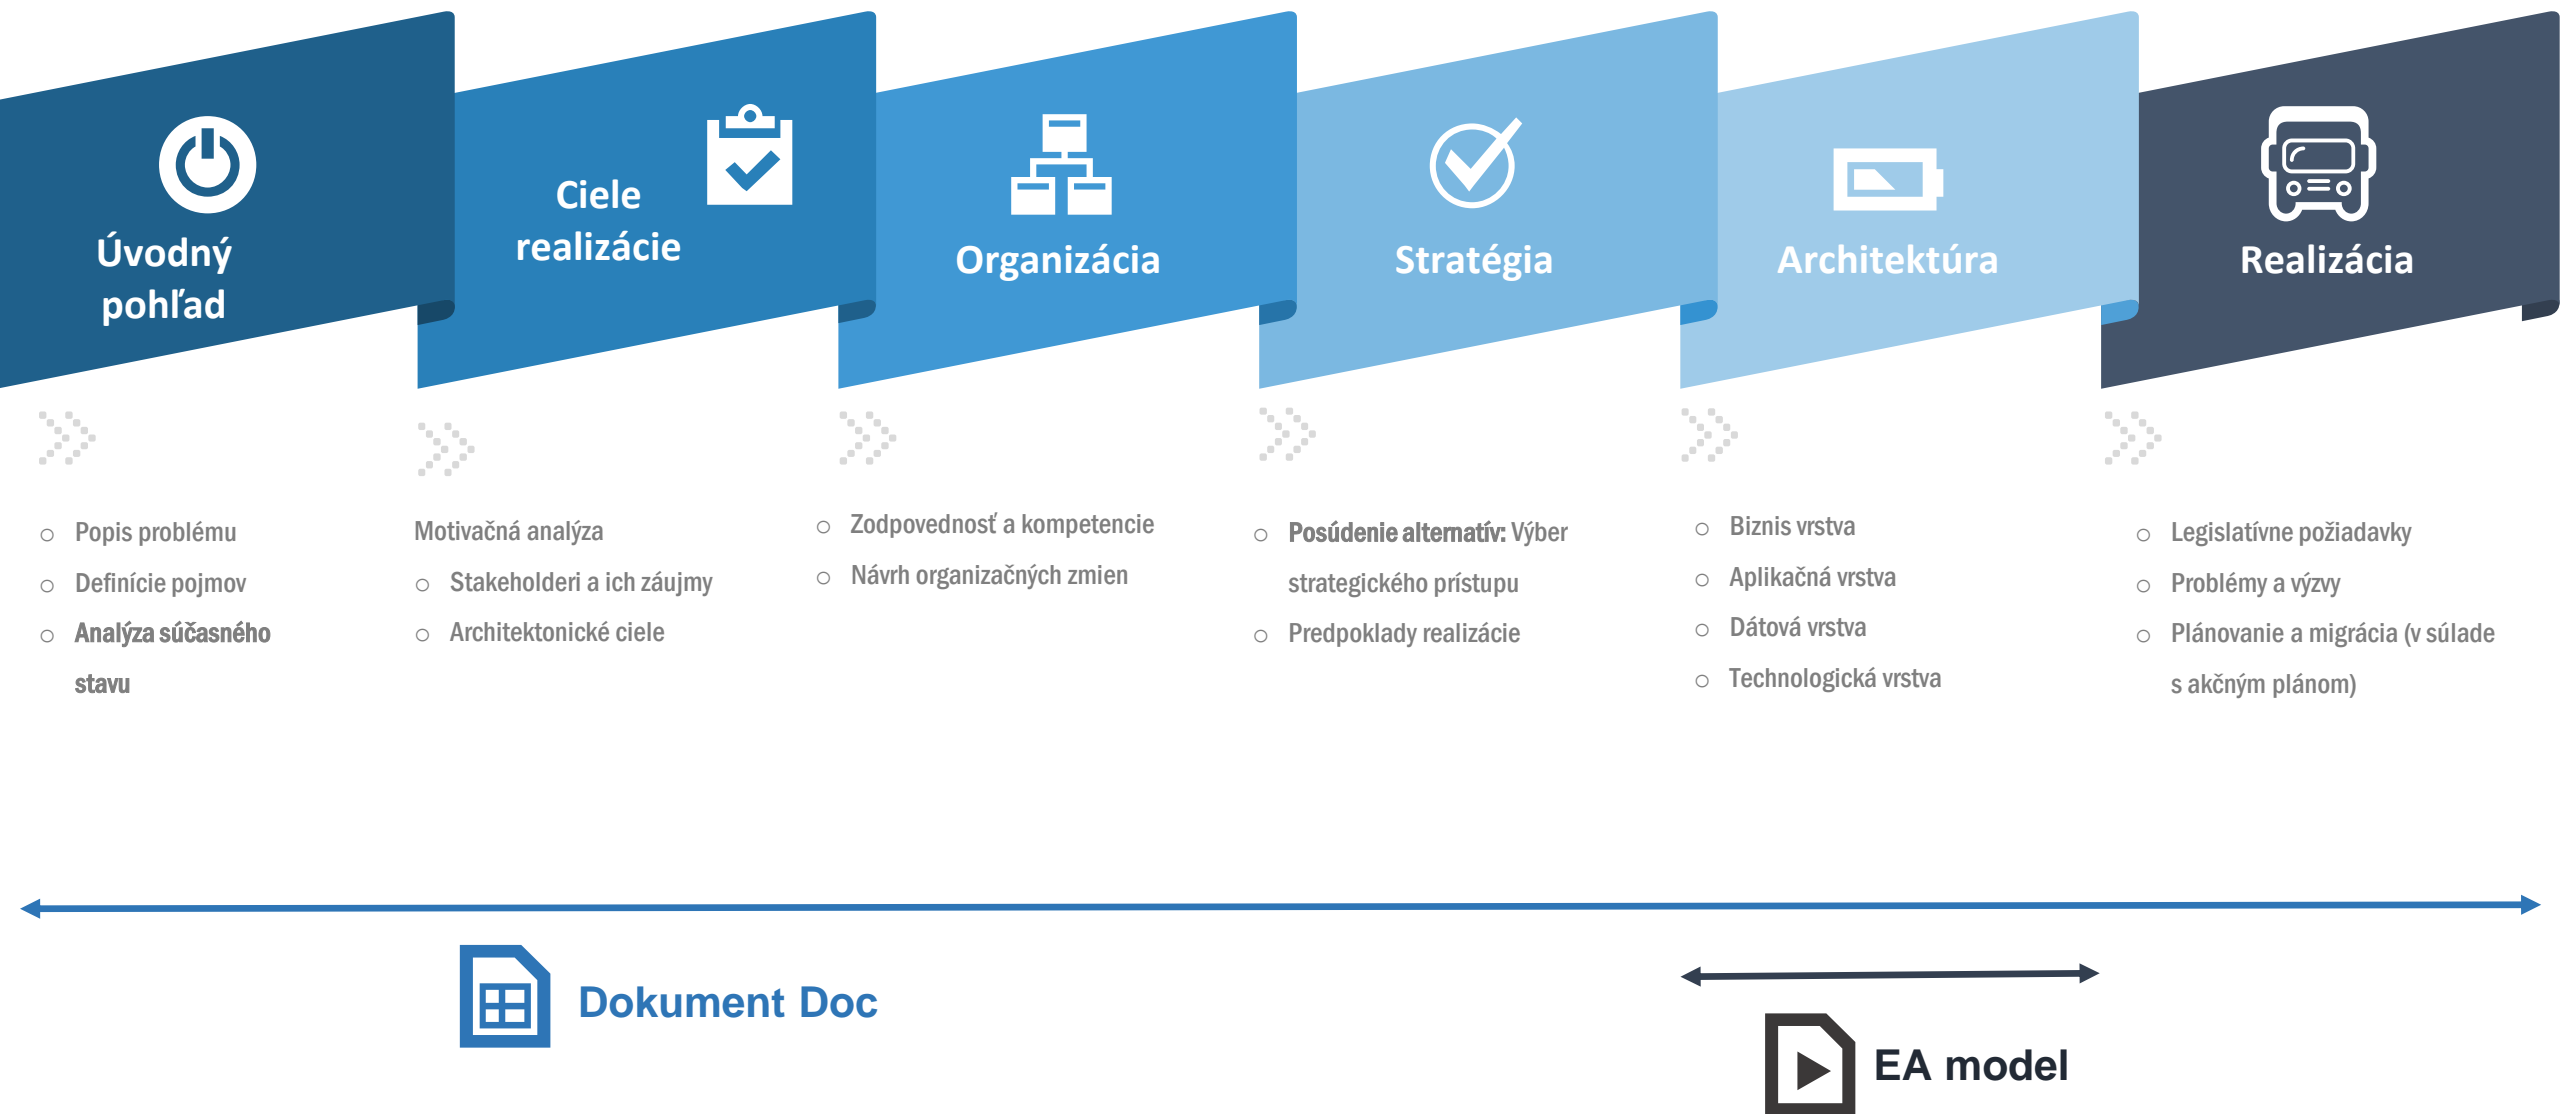 Úvodný
pohľad
Ciele
realizácie
Organizácia
Stratégia
Architektúra
Realizácia
Popis problému
Definície pojmov
Analýza súčasného
stavu
Motivačná analýza
Stakeholderi a ich záujmy
Architektonické ciele
Zodpovednosť a kompetencie
Návrh organizačných zmien
Posúdenie alternatív: Výber
strategického prístupu
Predpoklady realizácie
Biznis vrstva
Aplikačná vrstva
Dátová vrstva
Technologická vrstva
Legislatívne požiadavky
Problémy a výzvy
Plánovanie a migrácia (v súlade
s akčným plánom)
Dokument Doc
EA model